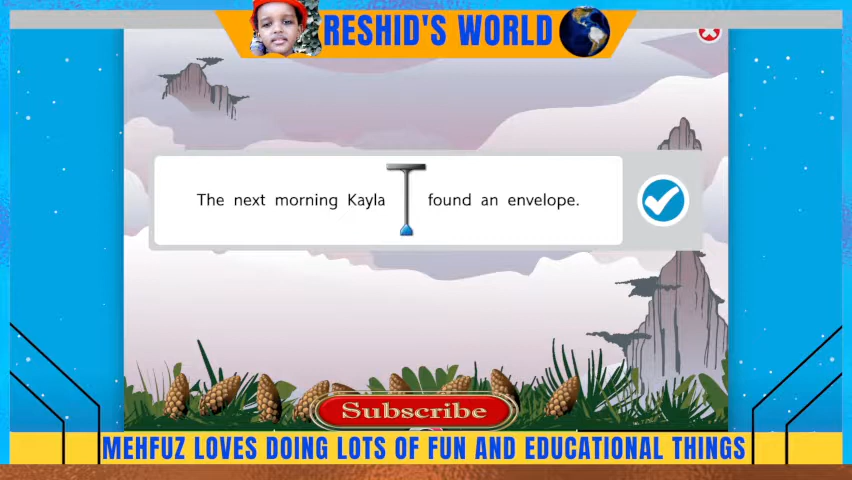 RESHID'S WORLD
The next morning Kayla found an envelope.
Subscribe
MEHFUZ LOVES DOING LOTS OF FUN AND EDUCATIONAL THINGS